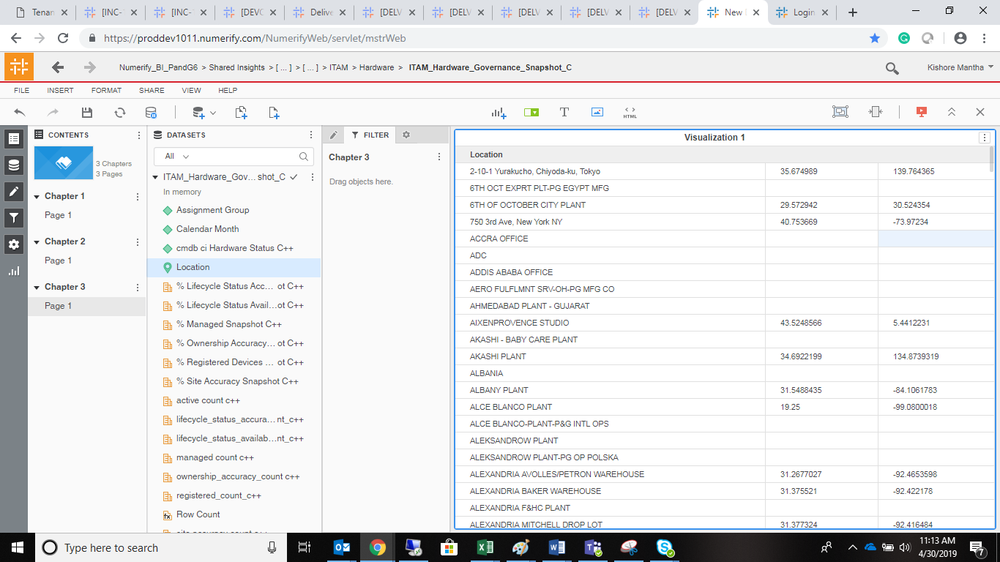 Tenan
[INC-
[INC-
[DEVC
Delive
[DELV
[DELV
[DELV
[DELV
[DELV
New
Login
https://proddev1011.numerify.com/NumerifyWeb/servlet/mstrWeb
Numerify_BI_PandG6 > Shared Insights > [ ... ] > [ ... ] > ITAM > Hardware > ITAM_Hardware_Governance_Snapshot_C
Kishore Mantha
FILE INSERT FORMAT SHARE VIEW HELP
T
HTML
CONTENTS
3 Chapters
3 Pages
Chapter 1
Page 1
Chapter 2
Page 1
Chapter 3
Page 1
DATASETS
All
ITAM_Hardware_Gov... shot_C
In memory
Assignment Group
Calendar Month
cmdb ci Hardware Status C++
Location
% Lifecycle Status Acc... ot C++
% Lifecycle Status Avail...ot C++
% Managed Snapshot C++
% Ownership Accuracy... ot C++
% Registered Devices ... ot C++
% Site Accuracy Snapshot C++
active count c++
lifecycle_status_accura...nt_c++
lifecycle_status_availab...nt_c++
managed count c++
ownership_accuracy_count c++
registered_count_c++
fx Row Count
FILTER
Chapter 3
Drag objects here.
Visualization 1
Location
2-10-1 Yurakucho, Chiyoda-ku, Tokyo 35.674989 139.764365
6TH OCT EXPRT PLT-PG EGYPT MFG
6TH OF OCTOBER CITY PLANT 29.572942 30.524354
750 3rd Ave, New York NY 40.753669 -73.97234
ACCRA OFFICE
ADC
ADDIS ABABA OFFICE
AERO FULFLMNT SRV-OH-PG MFG CO
AHMEDABAD PLANT - GUJARAT
AIXENPROVENCE STUDIO 43.5248566 5.4412231
AKASHI - BABY CARE PLANT
AKASHI PLANT 34.6922199 134.8739319
ALBANIA
ALBANY PLANT 31.5488435 -84.1061783
ALCE BLANCO PLANT 19.25 -99.0800018
ALCE BLANCO-PLANT-P&G INTL OPS
ALEKSANDROW PLANT
ALEKSANDROW PLANT-PG OP POLSKA
ALEXANDRIA AVOLLES/PETRON WAREHOUSE 31.2677027 -92.4653598
ALEXANDRIA BAKER WAREHOUSE 31.375521 -92.422178
ALEXANDRIA F&HC PLANT
ALEXANDRIA MITCHELL DROP LOT 31.377324 -92.416484
Type here to search
11:13 AM
4/30/2019
7